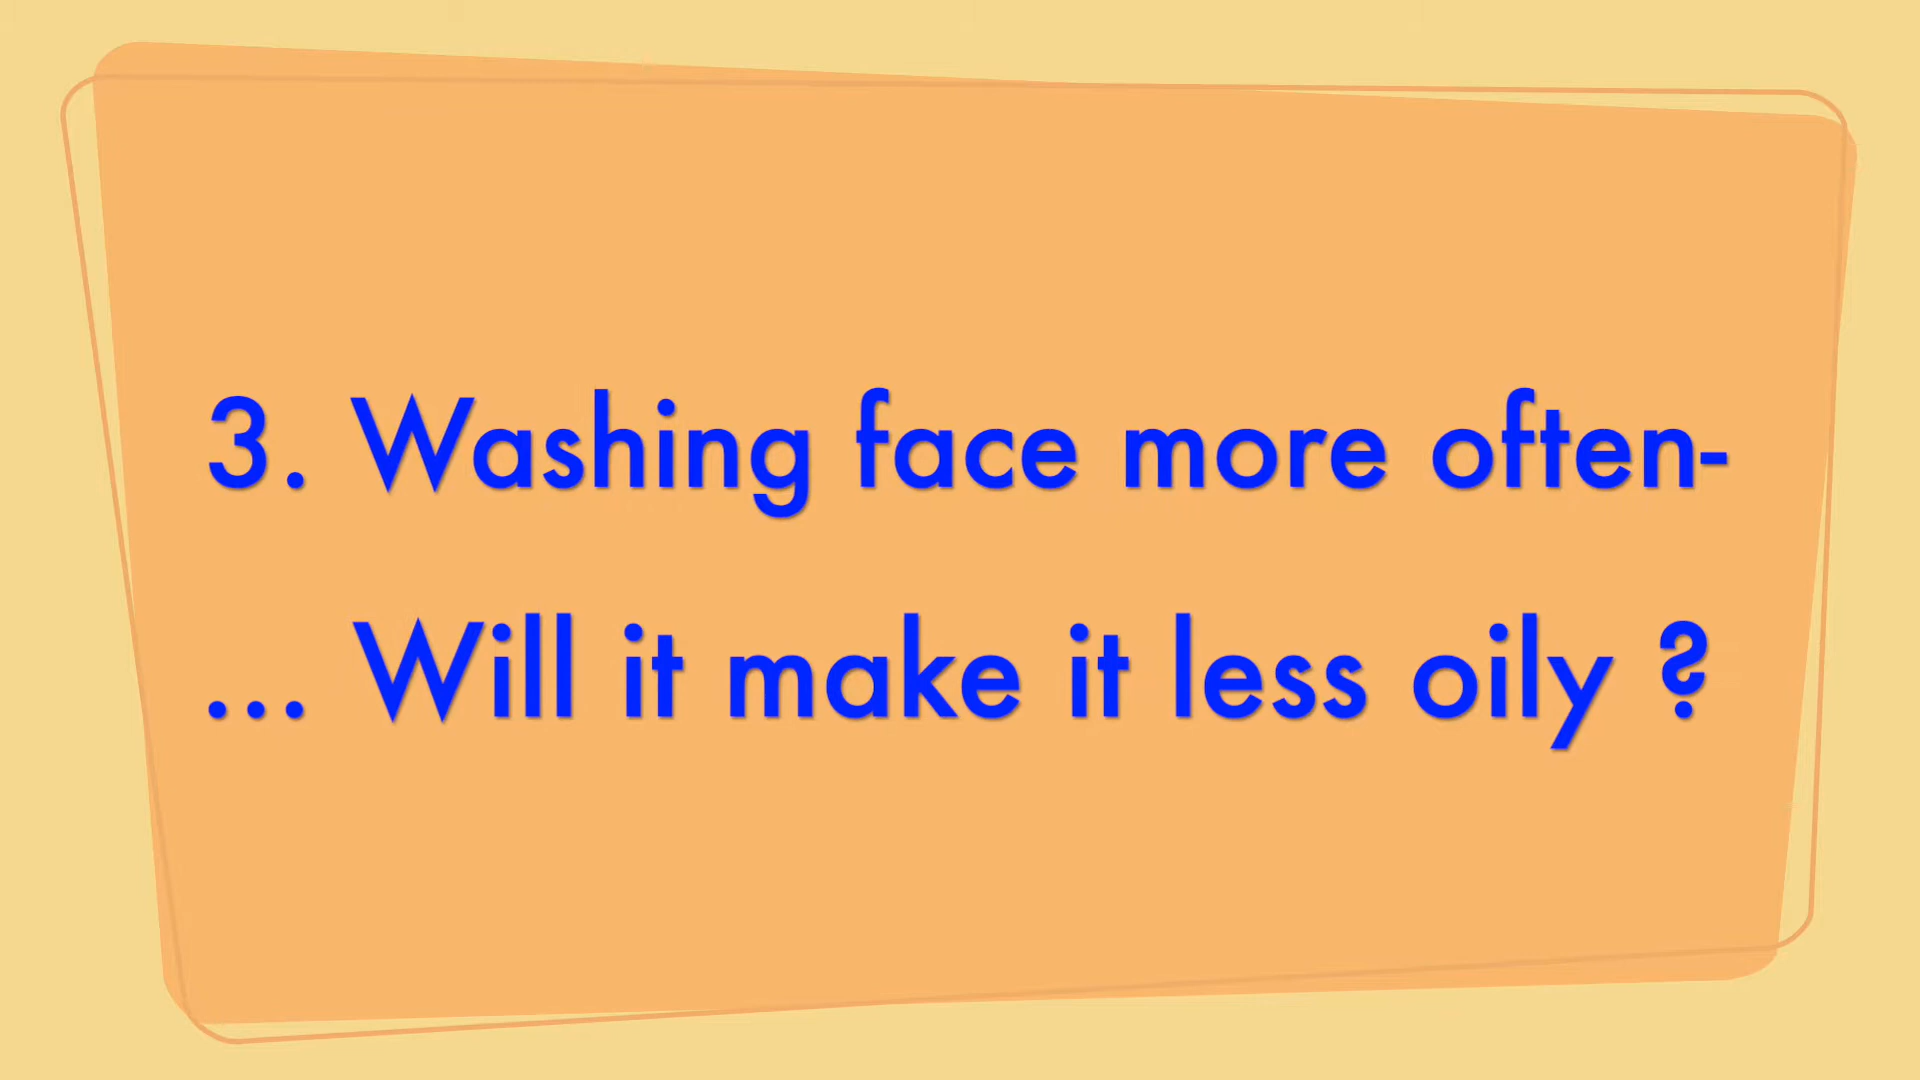 3. Washing face more often-
... Will it make it less oily ?